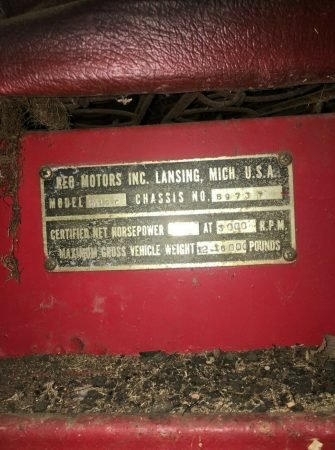 REO MOTORS INC. LANSING, MICH. U.S.A.
MODEL CHASSIS NO.
CERTIFIED NET HORSEPOWER AT 3000 R.P.M.
MAXIMUM GROSS VEHICLE WEIGHT POUNDS